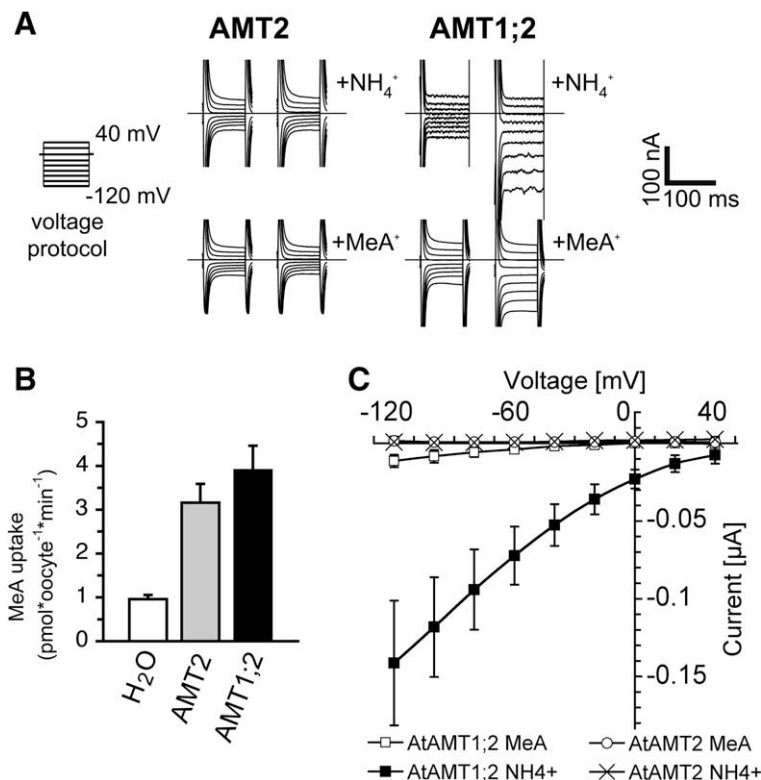 A
AMT2 AMT1;2
+NH₄⁺ +NH₄⁺
40 mV
-120 mV
voltage
protocol
100 nA
100 ms
+MeA⁺ +MeA⁺
B
MeA uptake
(pmol*oocyte⁻¹*min⁻¹)
5
4
3
2
1
0
H₂O AMT2 AMT1;2
C
Voltage [mV]
-120 -60 0 40
-0.05
-0.1
-0.15
Current [µA]
AtAMT1;2 MeA AtAMT2 MeA
AtAMT1;2 NH4+ AtAMT2 NH4+